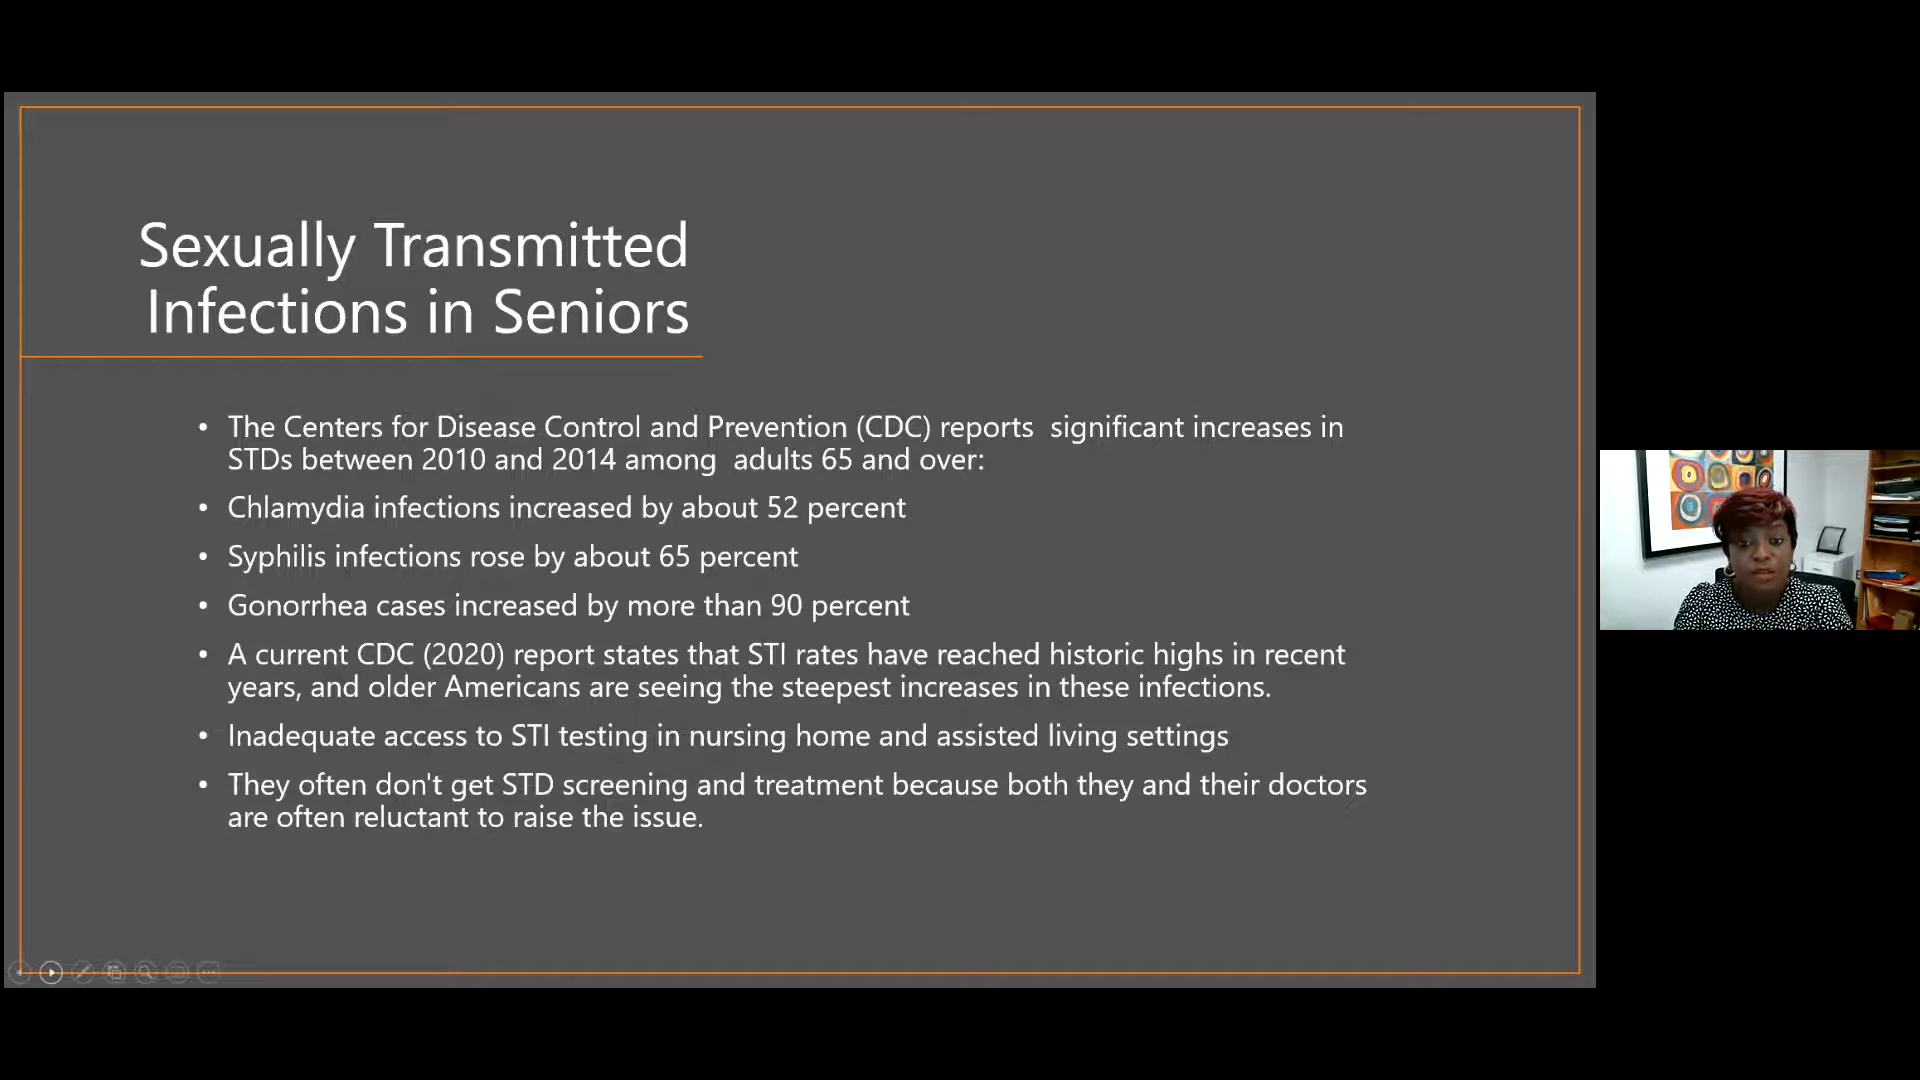 Sexually Transmitted
Infections in Seniors
• The Centers for Disease Control and Prevention (CDC) reports  significant increases in
STDs between 2010 and 2014 among  adults 65 and over:
• Chlamydia infections increased by about 52 percent
• Syphilis infections rose by about 65 percent
• Gonorrhea cases increased by more than 90 percent
• A current CDC (2020) report states that STI rates have reached historic highs in recent
years, and older Americans are seeing the steepest increases in these infections.
• Inadequate access to STI testing in nursing home and assisted living settings
• They often don't get STD screening and treatment because both they and their doctors
are often reluctant to raise the issue.